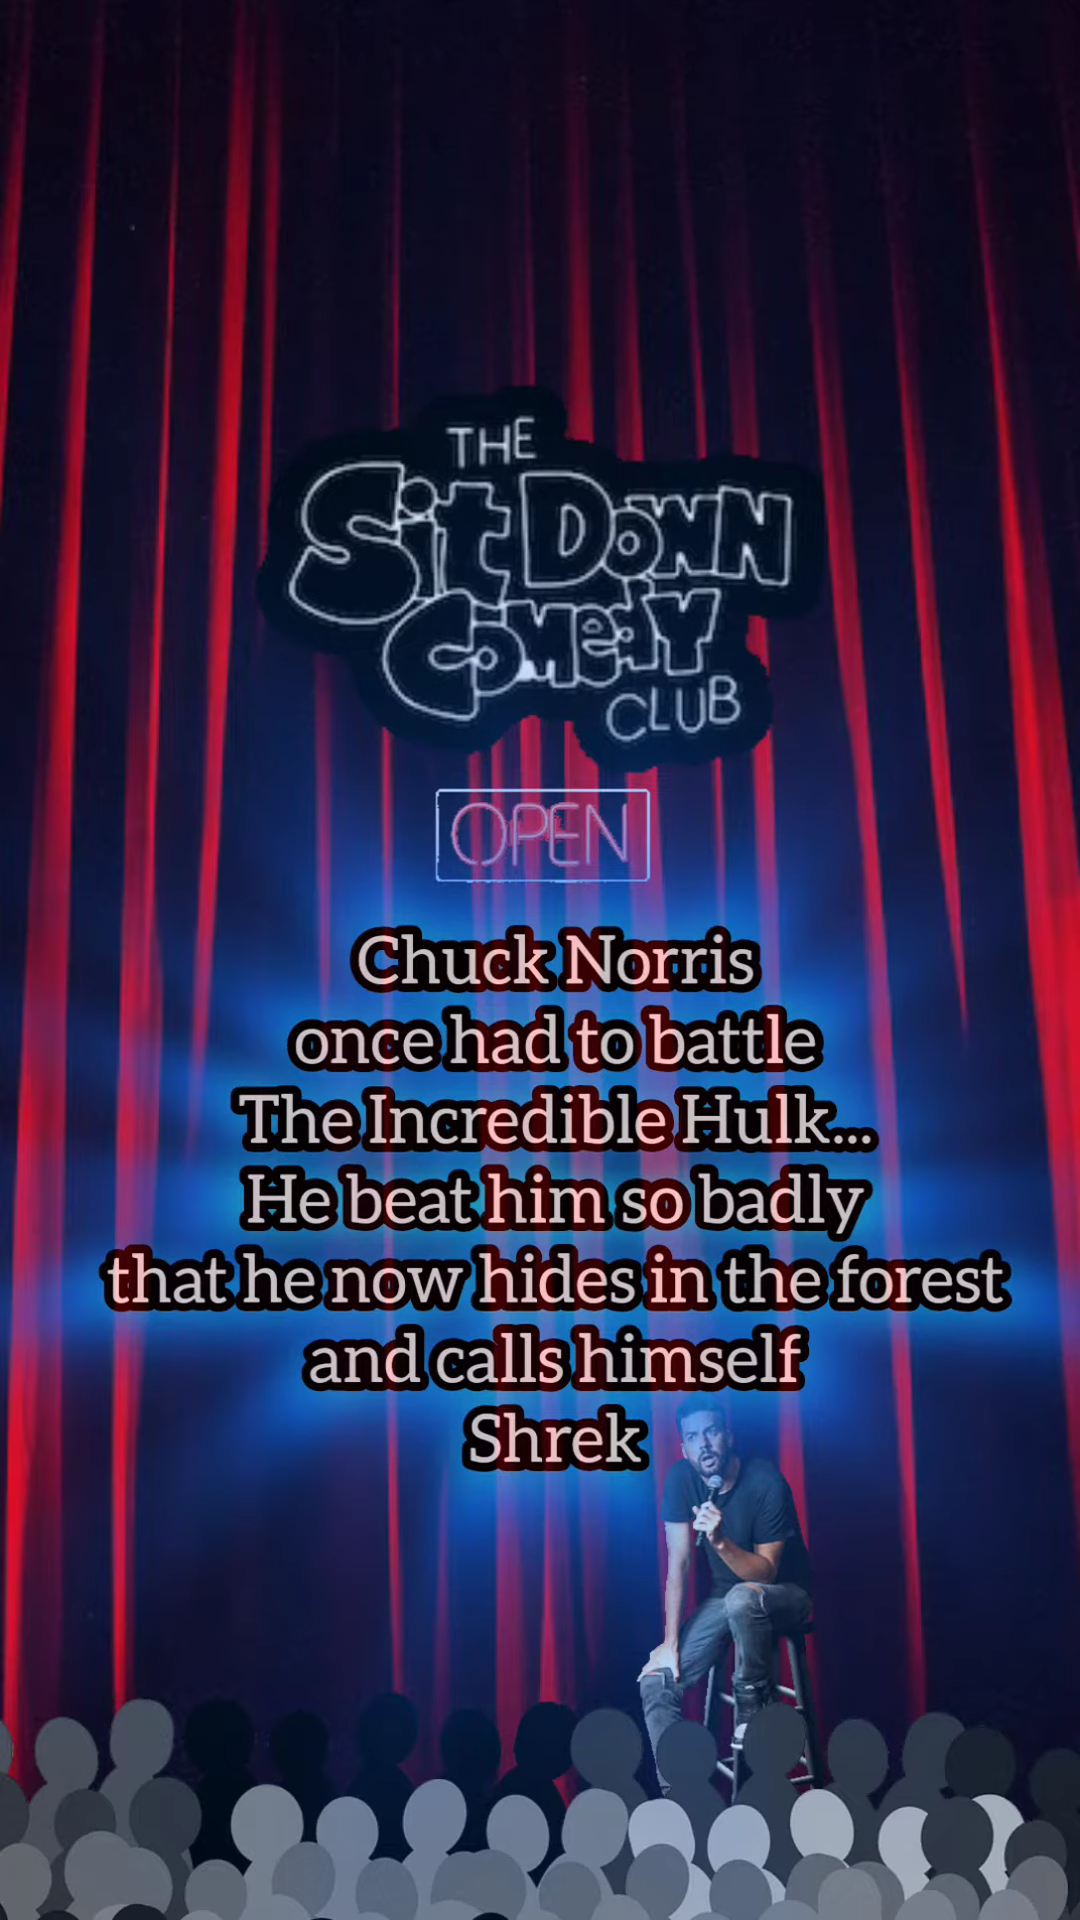 THE
Sit Down
Comedy
CLUB
OPEN
Chuck Norris
once had to battle
The Incredible Hulk...
He beat him so badly
that he now hides in the forest
and calls himself
Shrek